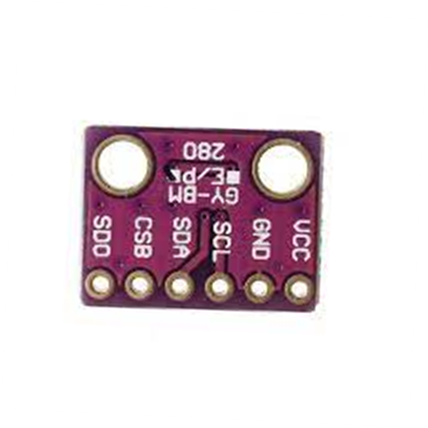 GY-BM
■E/P■
280
VCC
GND
SCL
SDA
CSB
SDO